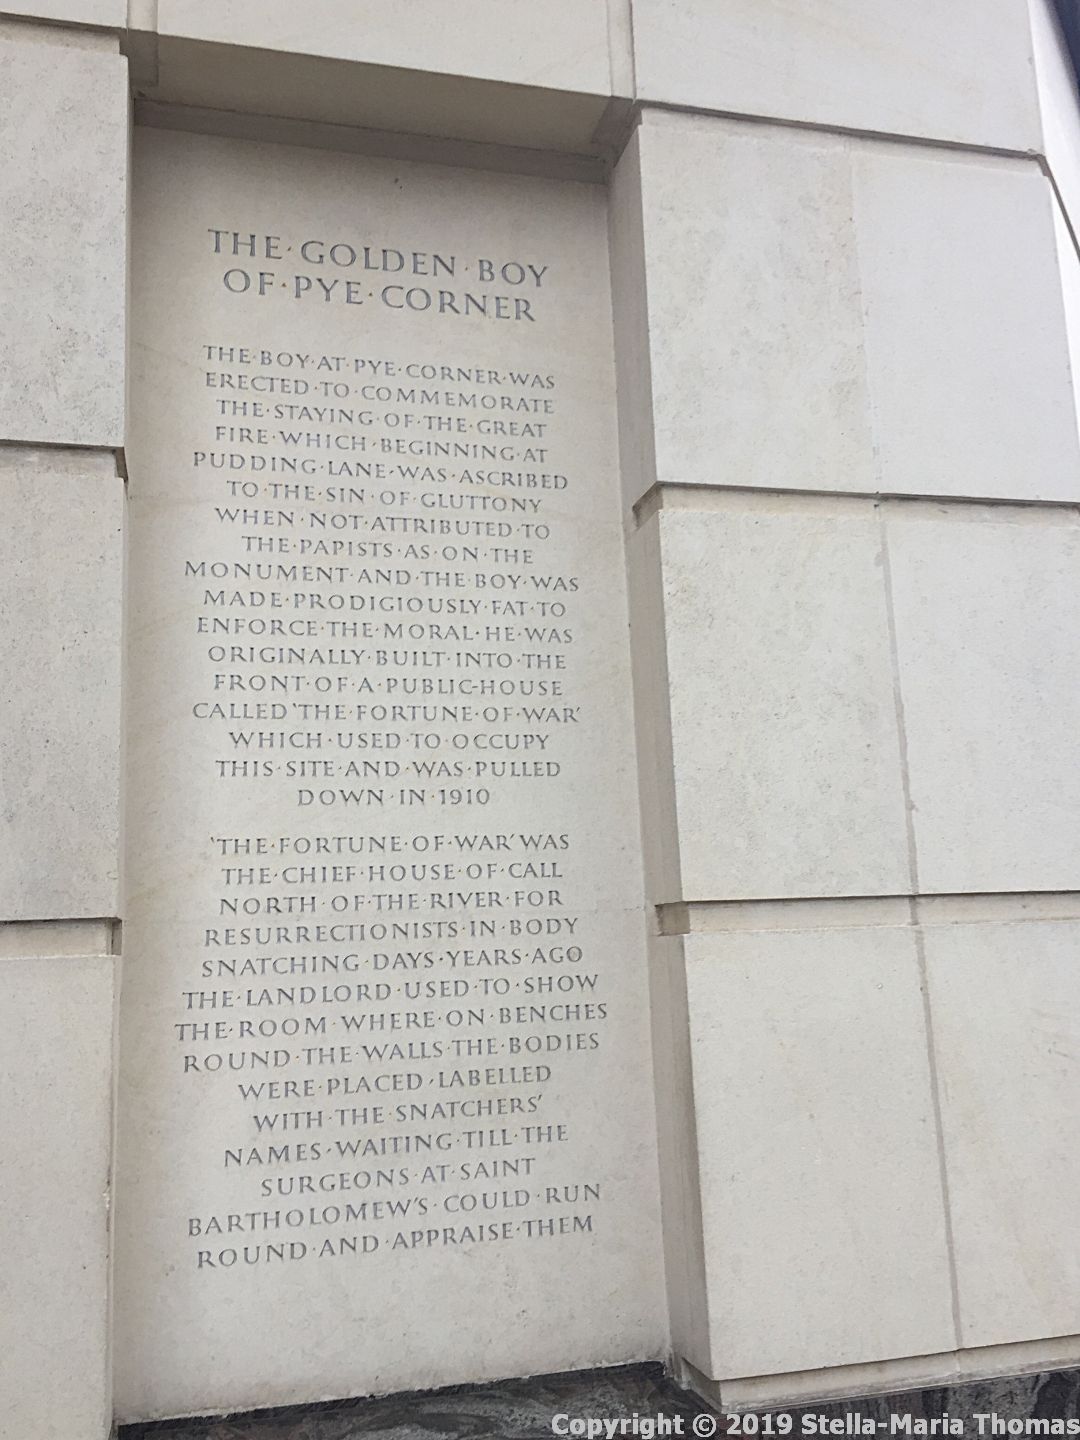 THE·GOLDEN·BOY
OF·PYE·CORNER
THE·BOY·AT·PYE·CORNER·WAS
ERECTED·TO·COMMEMORATE
THE·STAYING·OF·THE·GREAT
FIRE·WHICH·BEGINNING·AT
PUDDING·LANE·WAS·ASCRIBED
TO·THE·SIN·OF·GLUTTONY
WHEN·NOT·ATTRIBUTED·TO
THE·PAPISTS·AS·ON·THE
MONUMENT·AND·THE·BOY·WAS
MADE·PRODIGIOUSLY·FAT·TO
ENFORCE·THE·MORAL·HE·WAS
ORIGINALLY·BUILT·INTO·THE
FRONT·OF·A·PUBLIC-HOUSE
CALLED 'THE·FORTUNE·OF·WAR'
WHICH·USED·TO·OCCUPY
THIS·SITE·AND·WAS·PULLED
DOWN·IN·1910
'THE·FORTUNE·OF·WAR' WAS
THE·CHIEF·HOUSE·OF·CALL
NORTH·OF·THE·RIVER·FOR
RESURRECTIONISTS·IN·BODY
SNATCHING·DAYS·YEARS·AGO
THE·LANDLORD·USED·TO·SHOW
THE·ROOM·WHERE·ON·BENCHES
ROUND·THE·WALLS·THE·BODIES
WERE·PLACED·LABELLED
WITH·THE·SNATCHERS'
NAMES·WAITING·TILL·THE
SURGEONS·AT·SAINT
BARTHOLOMEW'S·COULD·RUN
ROUND·AND·APPRAISE·THEM
Copyright © 2019 Stella-Maria Thomas